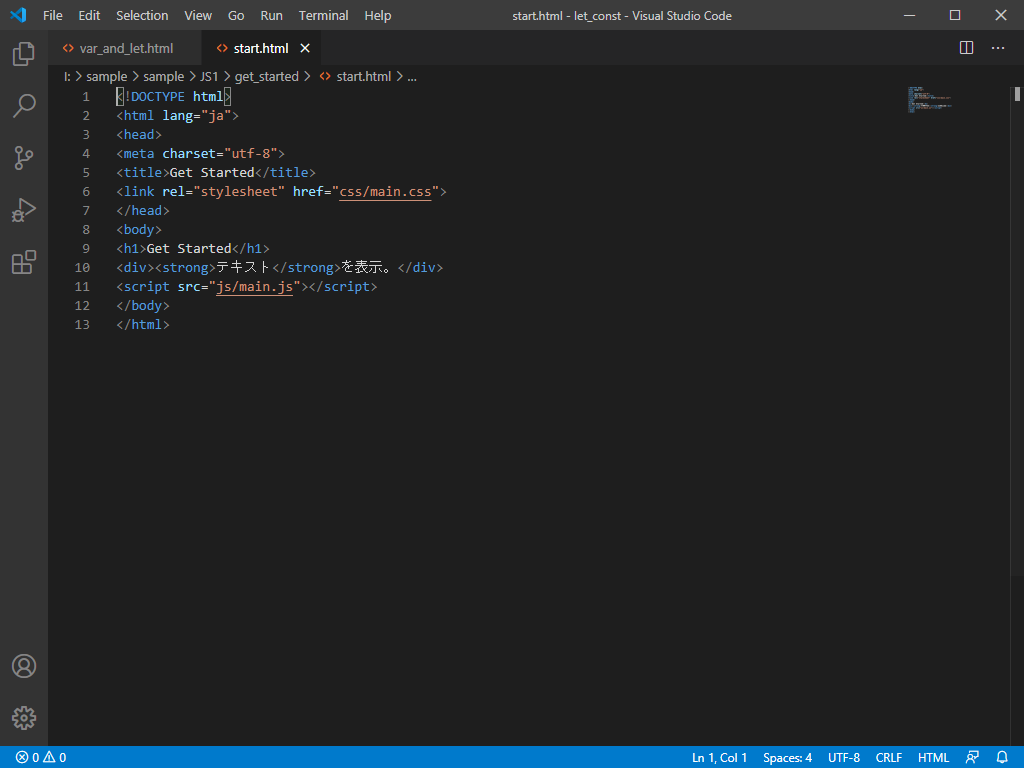 File Edit Selection View Go Run Terminal Help start.html - let_const - Visual Studio Code
var_and_let.html start.html
I: > sample > sample > JS1 > get_started > start.html > ...
1 <!DOCTYPE html>
2 <html lang="ja">
3 <head>
4 <meta charset="utf-8">
5 <title>Get Started</title>
6 <link rel="stylesheet" href="css/main.css">
7 </head>
8 <body>
9 <h1>Get Started</h1>
10 <div><strong>テキスト</strong>を表示。</div>
11 <script src="js/main.js"></script>
12 </body>
13 </html>
0 0 Ln 1, Col 1 Spaces: 4 UTF-8 CRLF HTML